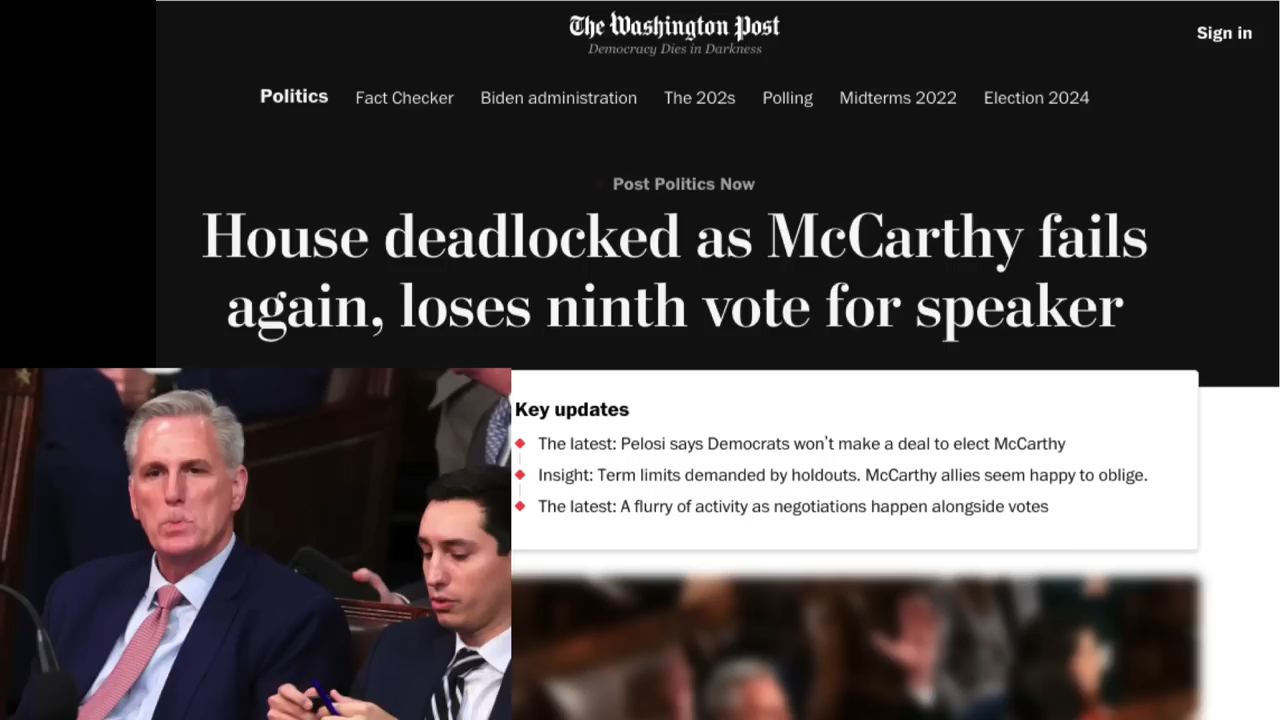 The Washington Post
Democracy Dies in Darkness
Sign in
Politics Fact Checker Biden administration The 202s Polling Midterms 2022 Election 2024
Post Politics Now
House deadlocked as McCarthy fails
again, loses ninth vote for speaker
Key updates
The latest: Pelosi says Democrats won’t make a deal to elect McCarthy
Insight: Term limits demanded by holdouts. McCarthy allies seem happy to oblige.
The latest: A flurry of activity as negotiations happen alongside votes